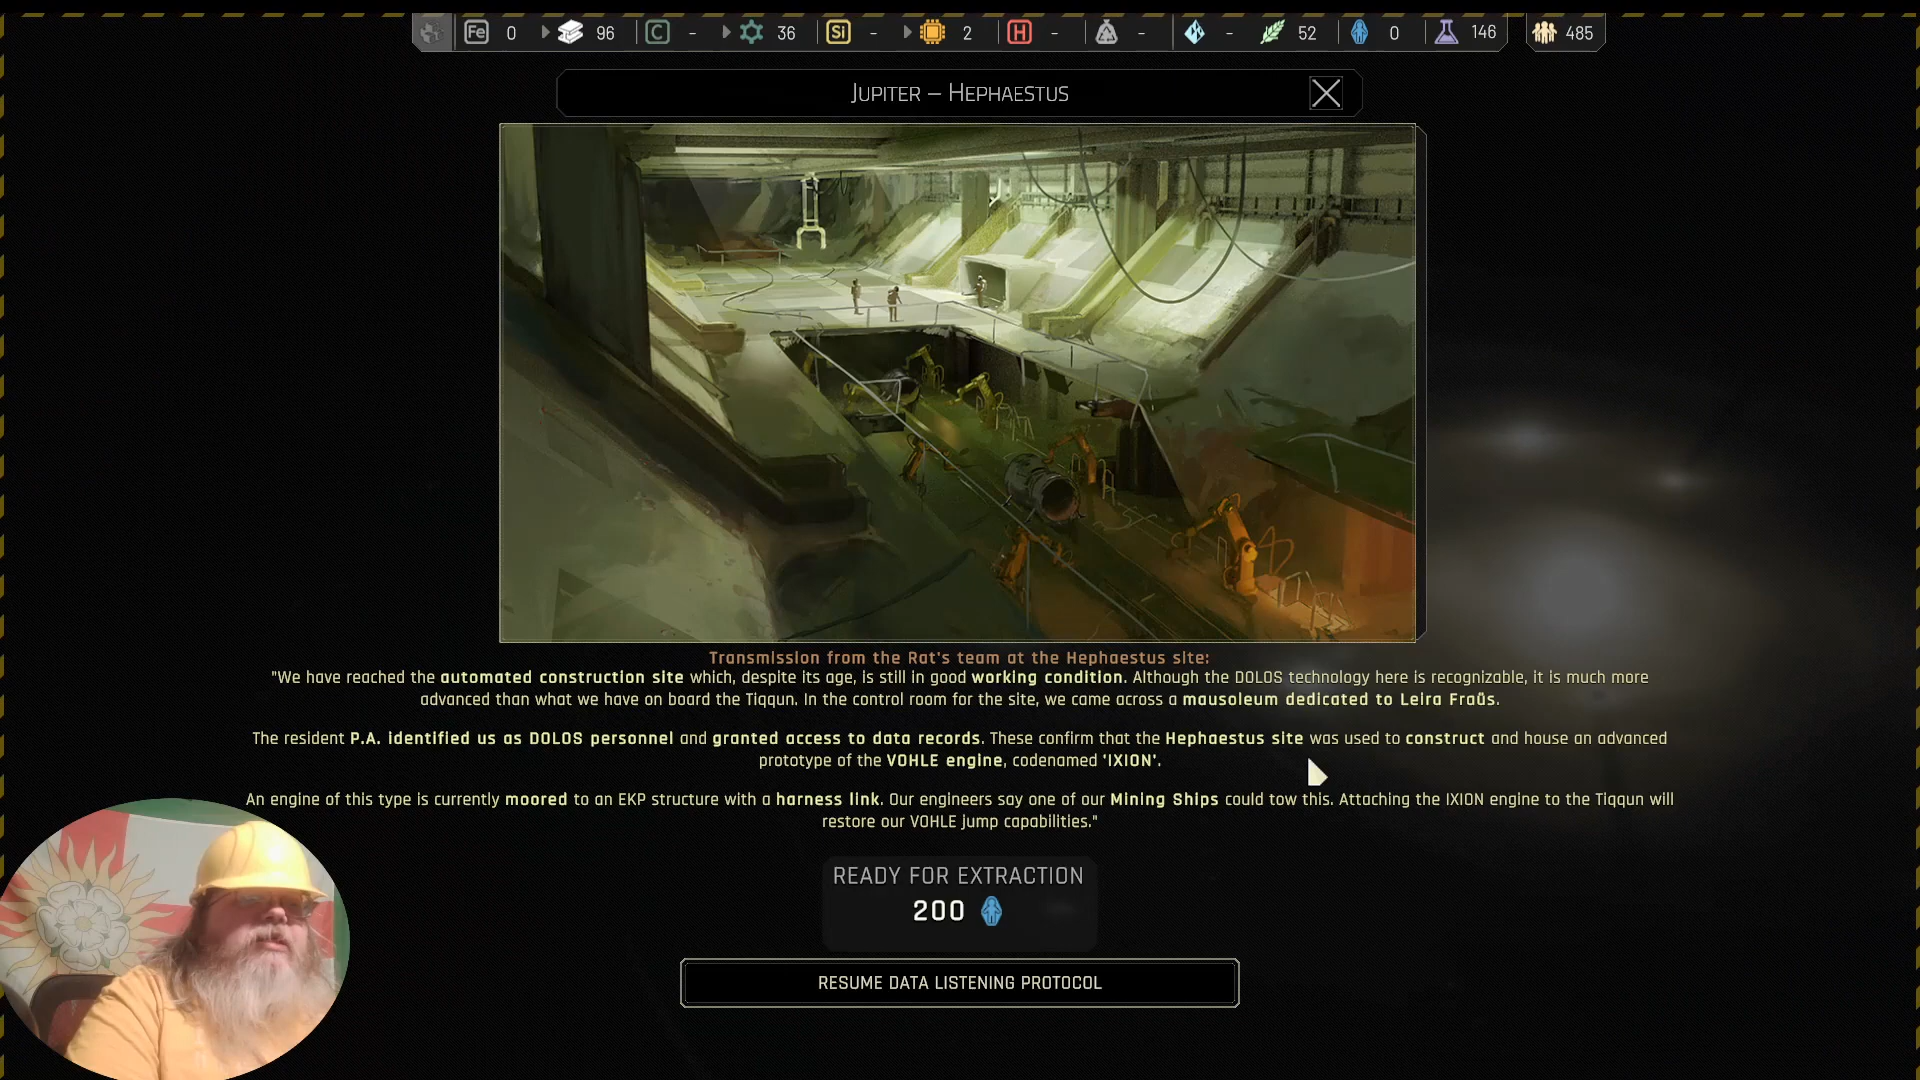 Fe 0 96 C - 36 Si - 2 H - - - 52 0 146 485
JUPITER – HEPHAESTUS
Transmission from the Rat's team at the Hephaestus site:
"We have reached the automated construction site which, despite its age, is still in good working condition. Although the DOLOS technology here is recognizable, it is much more
advanced than what we have on board the Tiqqun. In the control room for the site, we came across a mausoleum dedicated to Leira Fraüs.
The resident P.A. identified us as DOLOS personnel and granted access to data records. These confirm that the Hephaestus site was used to construct and house an advanced
prototype of the VOHLE engine, codenamed 'IXION'.
An engine of this type is currently moored to an EKP structure with a harness link. Our engineers say one of our Mining Ships could tow this. Attaching the IXION engine to the Tiqqun will
restore our VOHLE jump capabilities."
READY FOR EXTRACTION
200
RESUME DATA LISTENING PROTOCOL